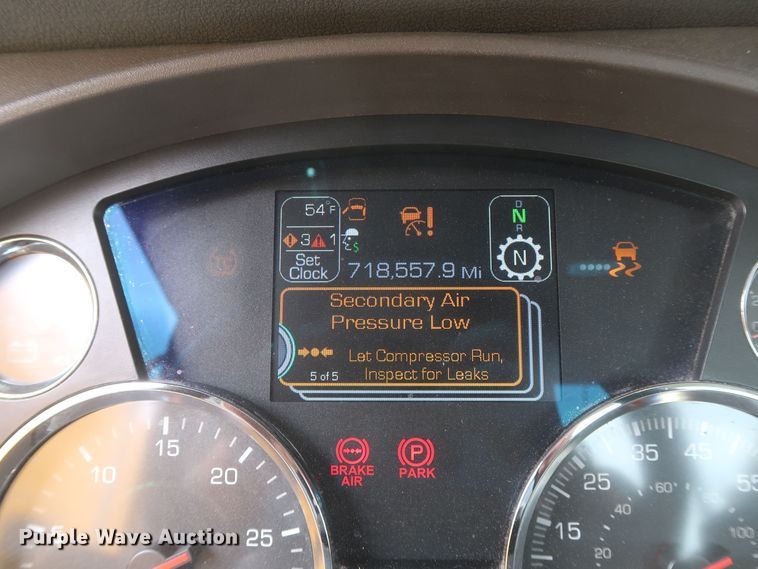 54°F
3 1
Set
Clock
718,557.9 Mi
D
N
R
N
Secondary Air
Pressure Low
Let Compressor Run,
Inspect for Leaks
5 of 5
BRAKE
AIR
P
PARK
5 10 15 20 25
15 25 35 45 55
20 40 60 80 100
Purple Wave Auction